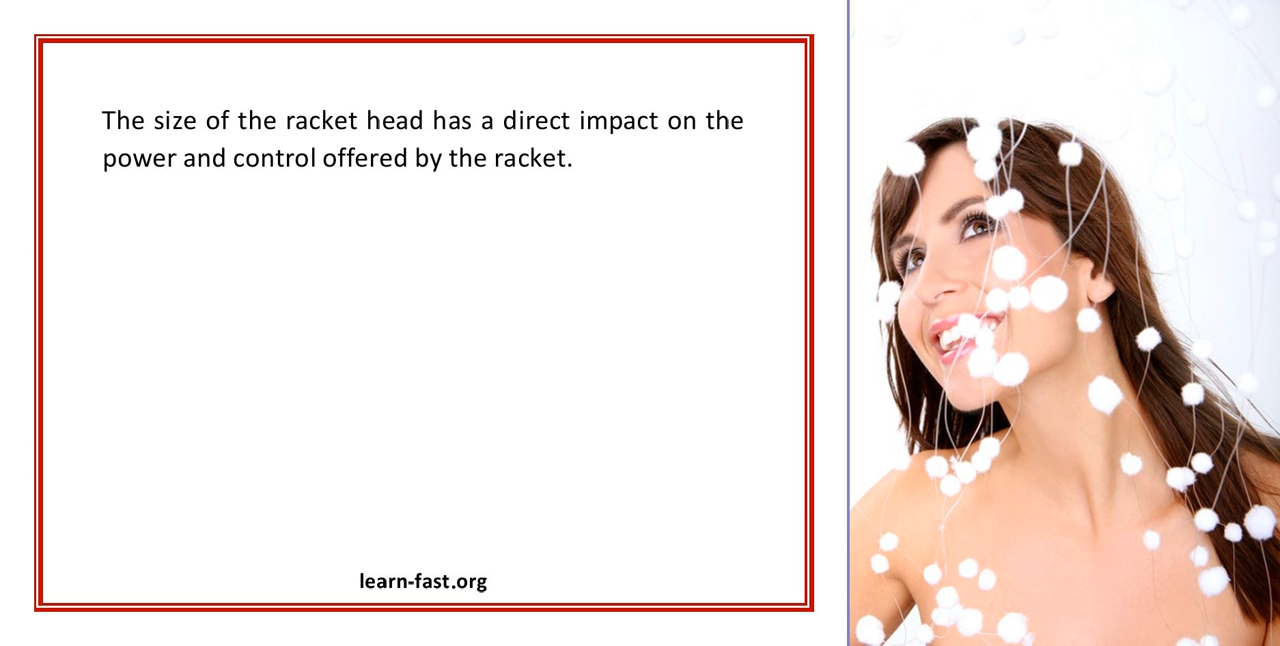 The size of the racket head has a direct impact on the
power and control offered by the racket.
learn-fast.org